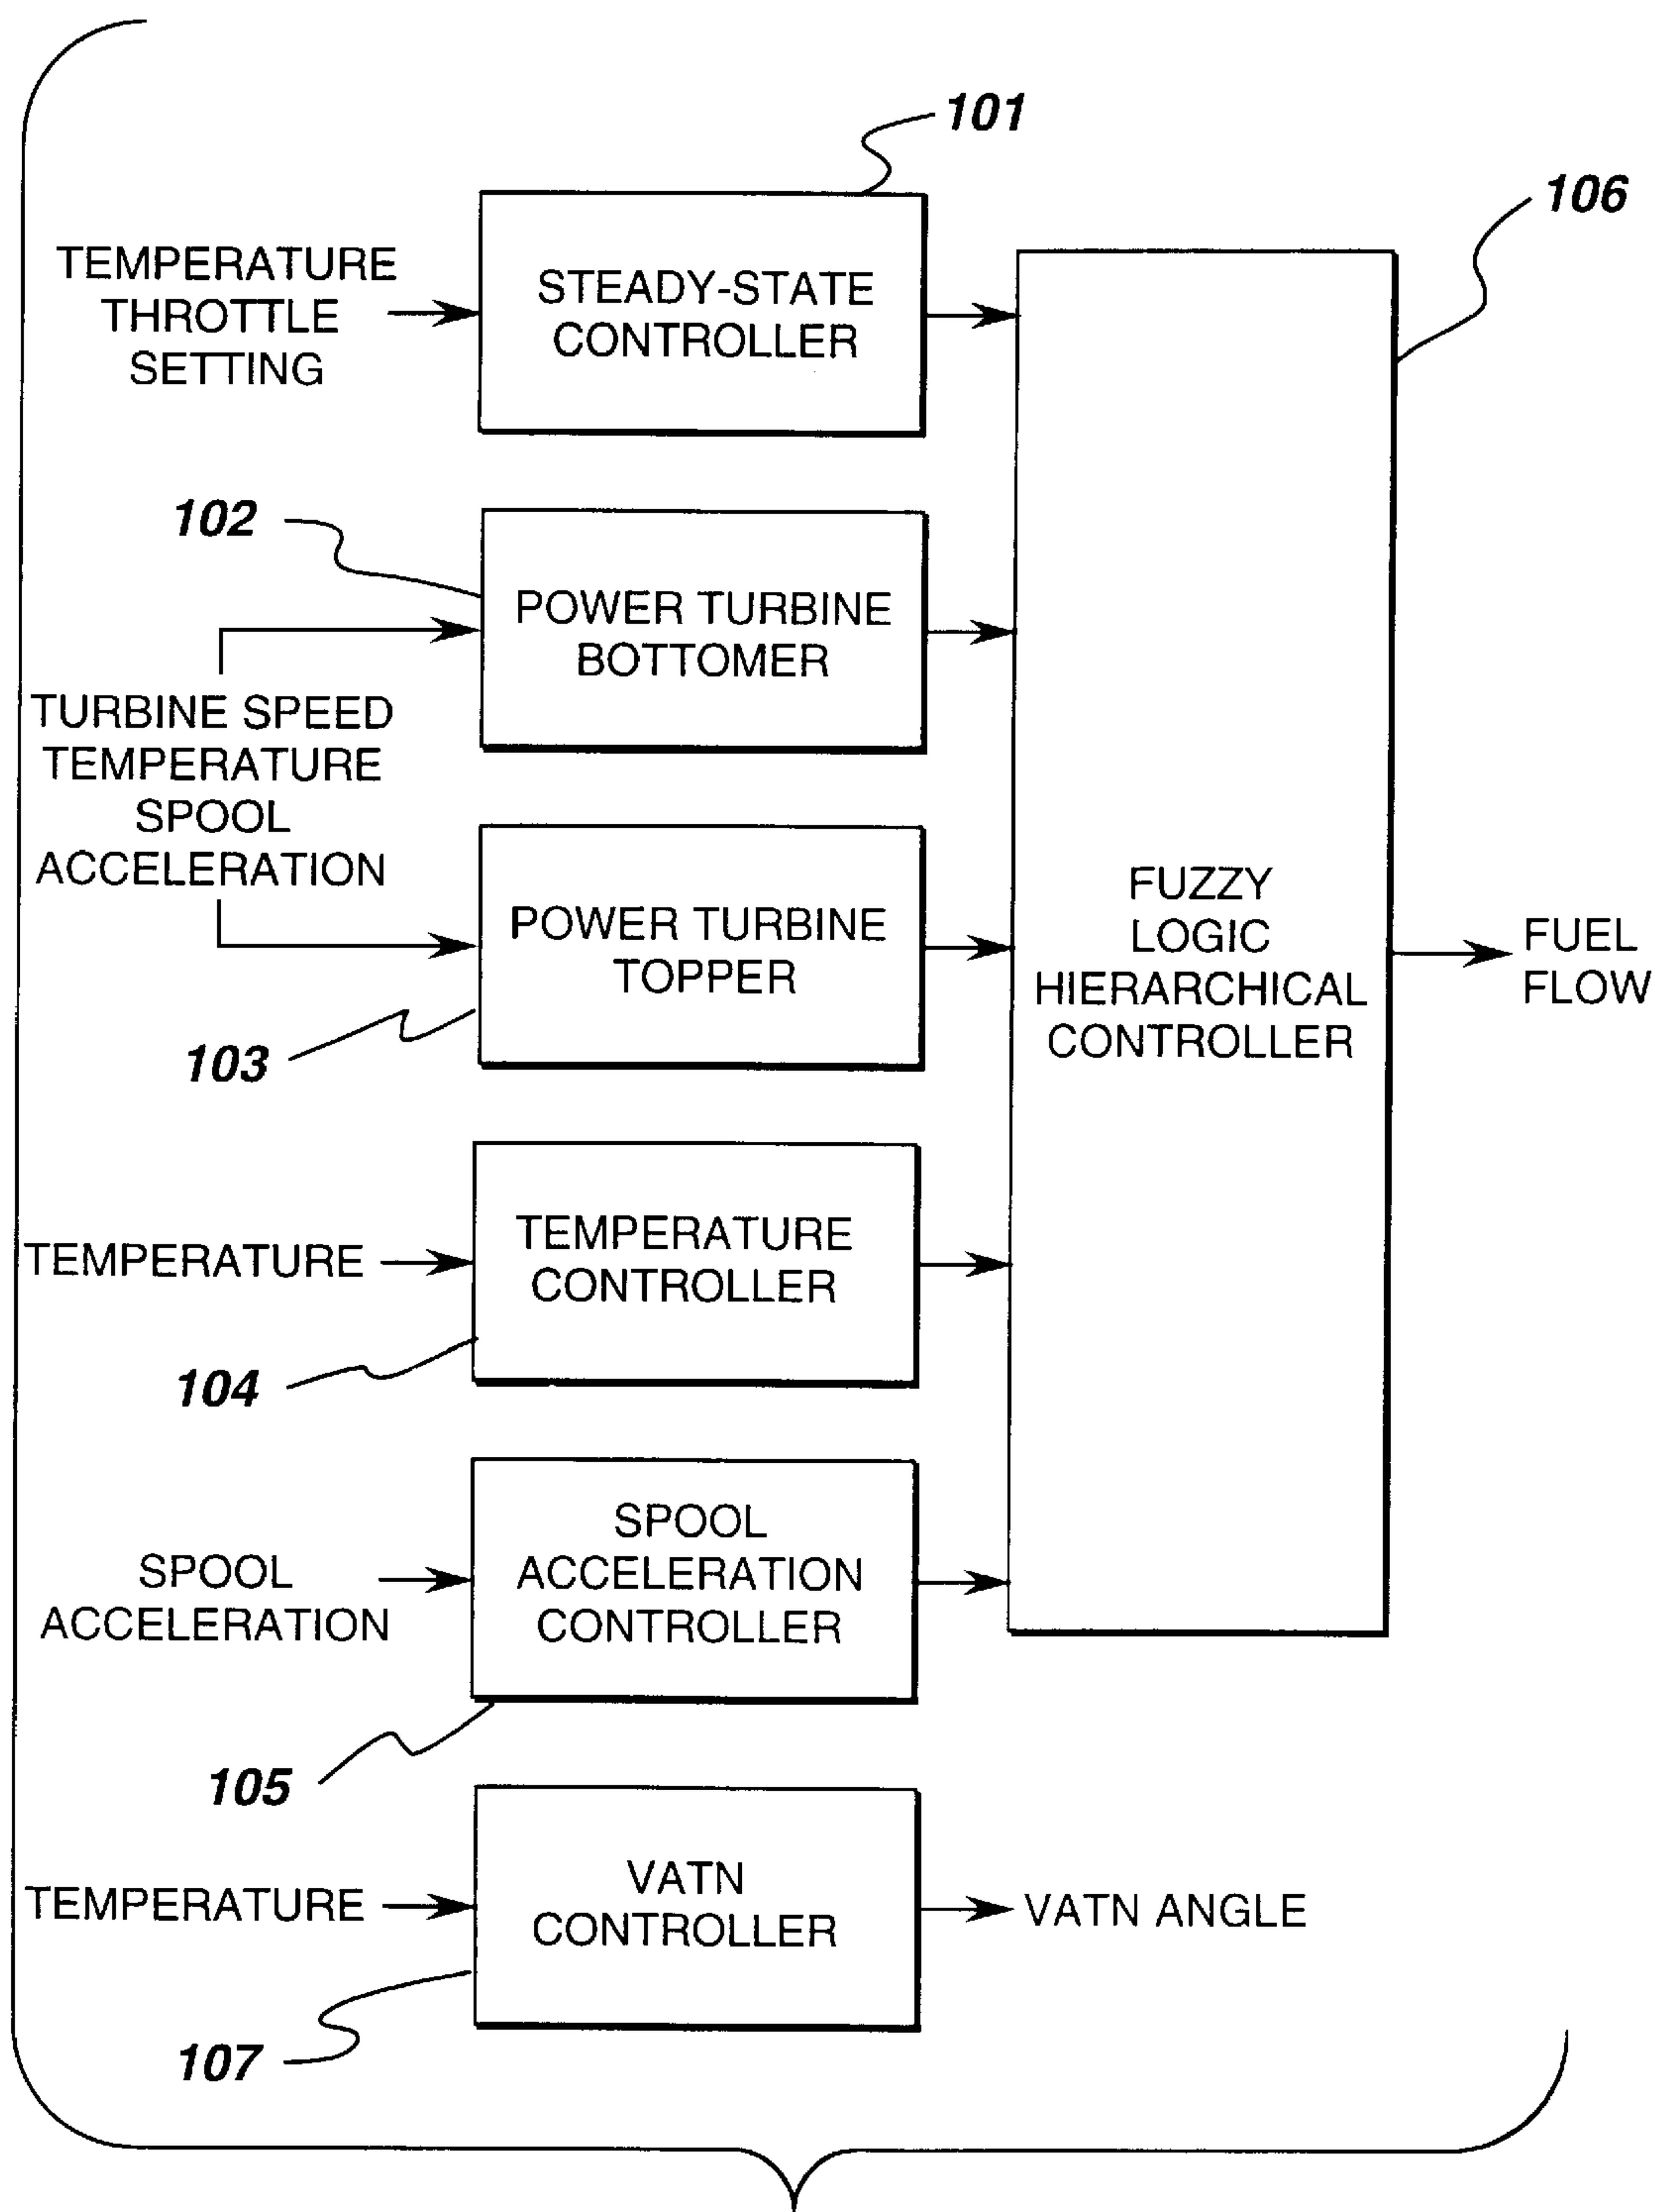 101
106
TEMPERATURE
THROTTLE
SETTING
STEADY-STATE
CONTROLLER
102
POWER TURBINE
BOTTOMER
TURBINE SPEED
TEMPERATURE
SPOOL
ACCELERATION
POWER TURBINE
TOPPER
103
FUZZY
LOGIC
HIERARCHICAL
CONTROLLER
FUEL
FLOW
TEMPERATURE
TEMPERATURE
CONTROLLER
104
SPOOL
ACCELERATION
SPOOL
ACCELERATION
CONTROLLER
105
TEMPERATURE
VATN
CONTROLLER
VATN ANGLE
107